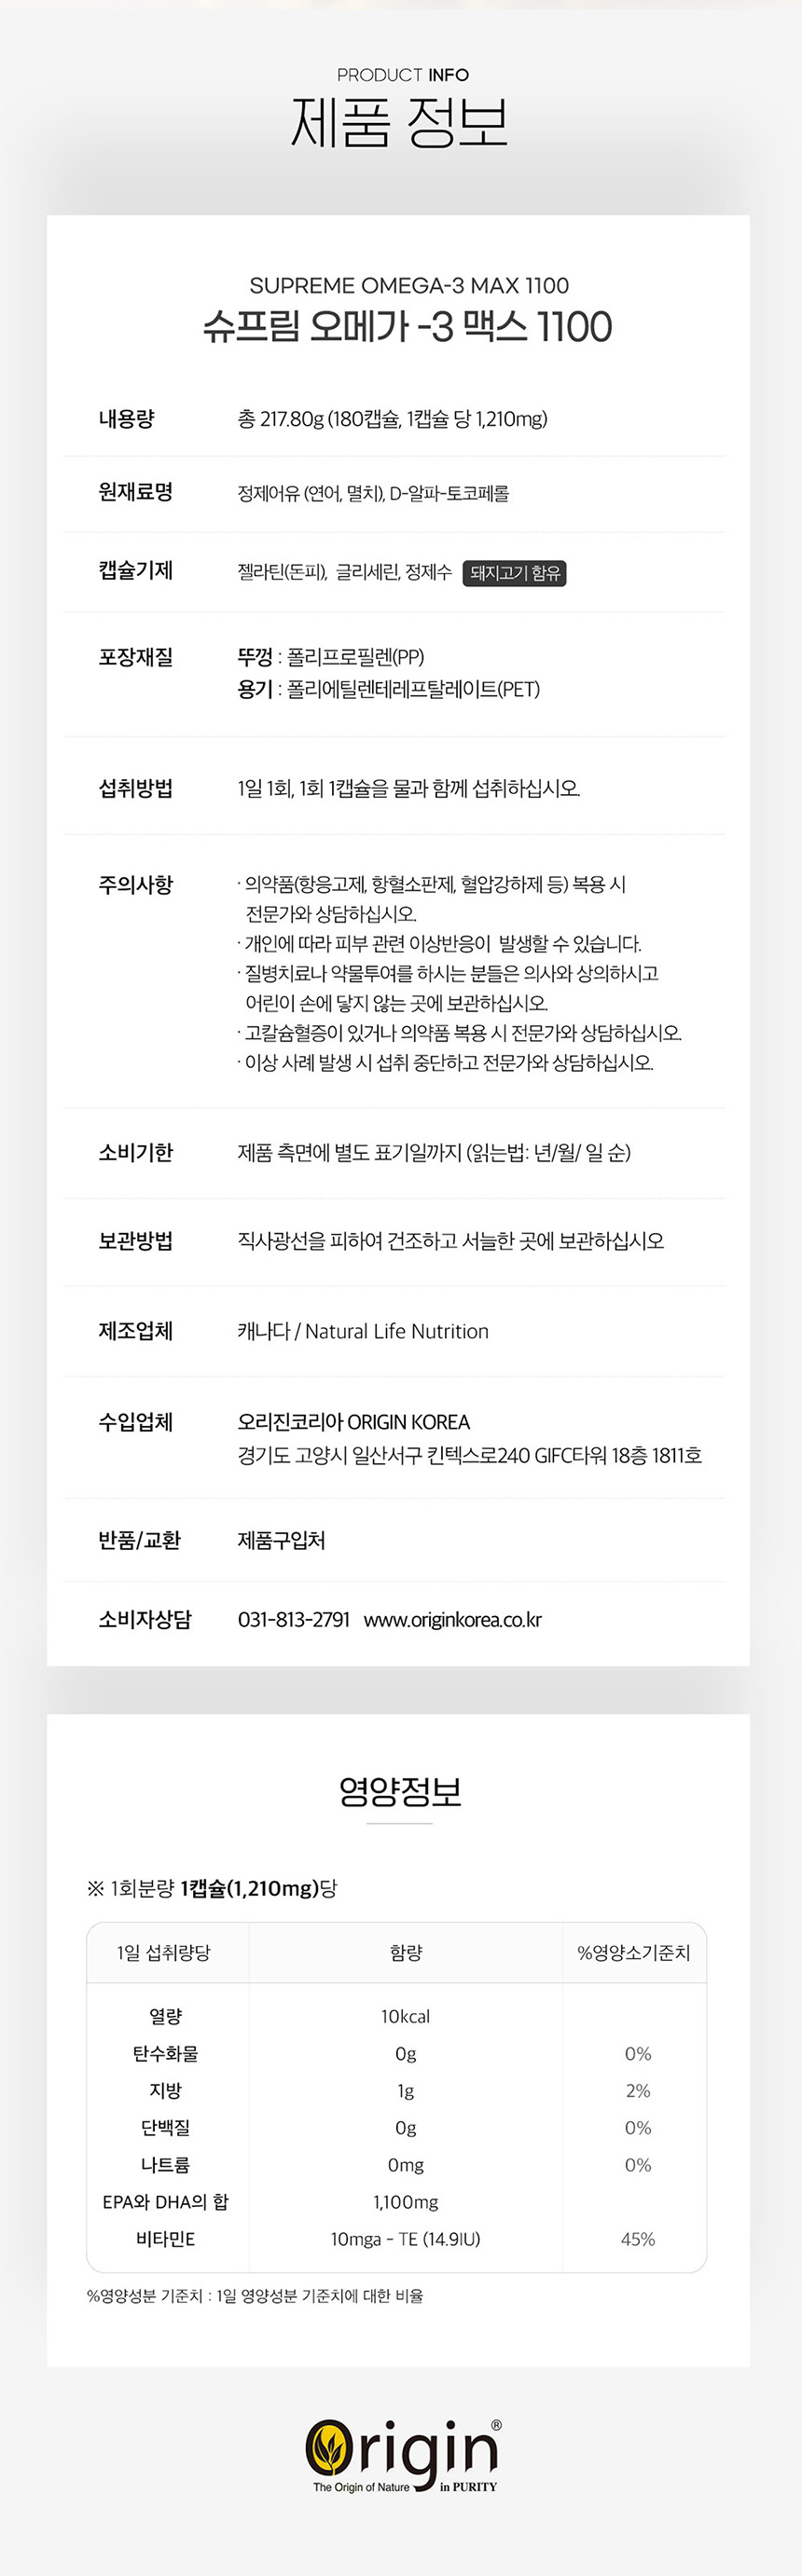 PRODUCT INFO
제품 정보
SUPREME OMEGA-3 MAX 1100
슈프림 오메가 -3 맥스 1100
내용량 총 217.80g (180캡슐, 1캡슐 당 1,210mg)
원재료명 정제어유 (연어, 멸치), D-알파-토코페롤
캡슐기제 젤라틴(돈피), 글리세린, 정제수 돼지고기 함유
포장재질 뚜껑 : 폴리프로필렌(PP)
용기 : 폴리에틸렌테레프탈레이트(PET)
섭취방법 1일 1회, 1회 1캡슐을 물과 함께 섭취하십시오.
주의사항 · 의약품(항응고제, 항혈소판제, 혈압강하제 등) 복용 시
전문가와 상담하십시오.
· 개인에 따라 피부 관련 이상반응이 발생할 수 있습니다.
· 질병치료나 약물투여를 하시는 분들은 의사와 상의하시고
어린이 손에 닿지 않는 곳에 보관하십시오.
· 고칼슘혈증이 있거나 의약품 복용 시 전문가와 상담하십시오.
· 이상 사례 발생 시 섭취 중단하고 전문가와 상담하십시오.
소비기한 제품 측면에 별도 표기일까지 (읽는법: 년/월/ 일 순)
보관방법 직사광선을 피하여 건조하고 서늘한 곳에 보관하십시오
제조업체 캐나다 / Natural Life Nutrition
수입업체 오리진코리아 ORIGIN KOREA
경기도 고양시 일산서구 킨텍스로240 GIFC타워 18층 1811호
반품/교환 제품구입처
소비자상담 031-813-2791 www.originkorea.co.kr
영양정보
※ 1회분량 1캡슐(1,210mg)당
1일 섭취량당 함량 %영양소기준치
열량 10kcal
탄수화물 0g 0%
지방 1g 2%
단백질 0g 0%
나트륨 0mg 0%
EPA와 DHA의 합 1,100mg
비타민E 10mga - TE (14.9IU) 45%
%영양성분 기준치 : 1일 영양성분 기준치에 대한 비율
Origin®
The Origin of Nature in PURITY